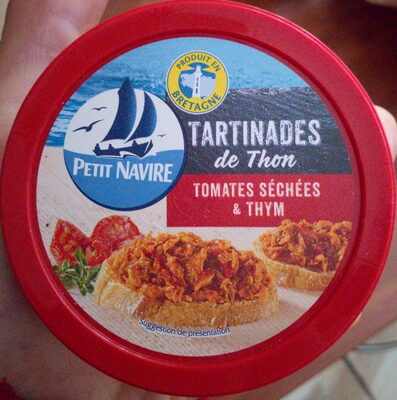 PRODUIT EN
BRETAGNE
PETIT NAVIRE
TARTINADES
de Thon
TOMATES SÉCHÉES
& THYM
Suggestion de présentation